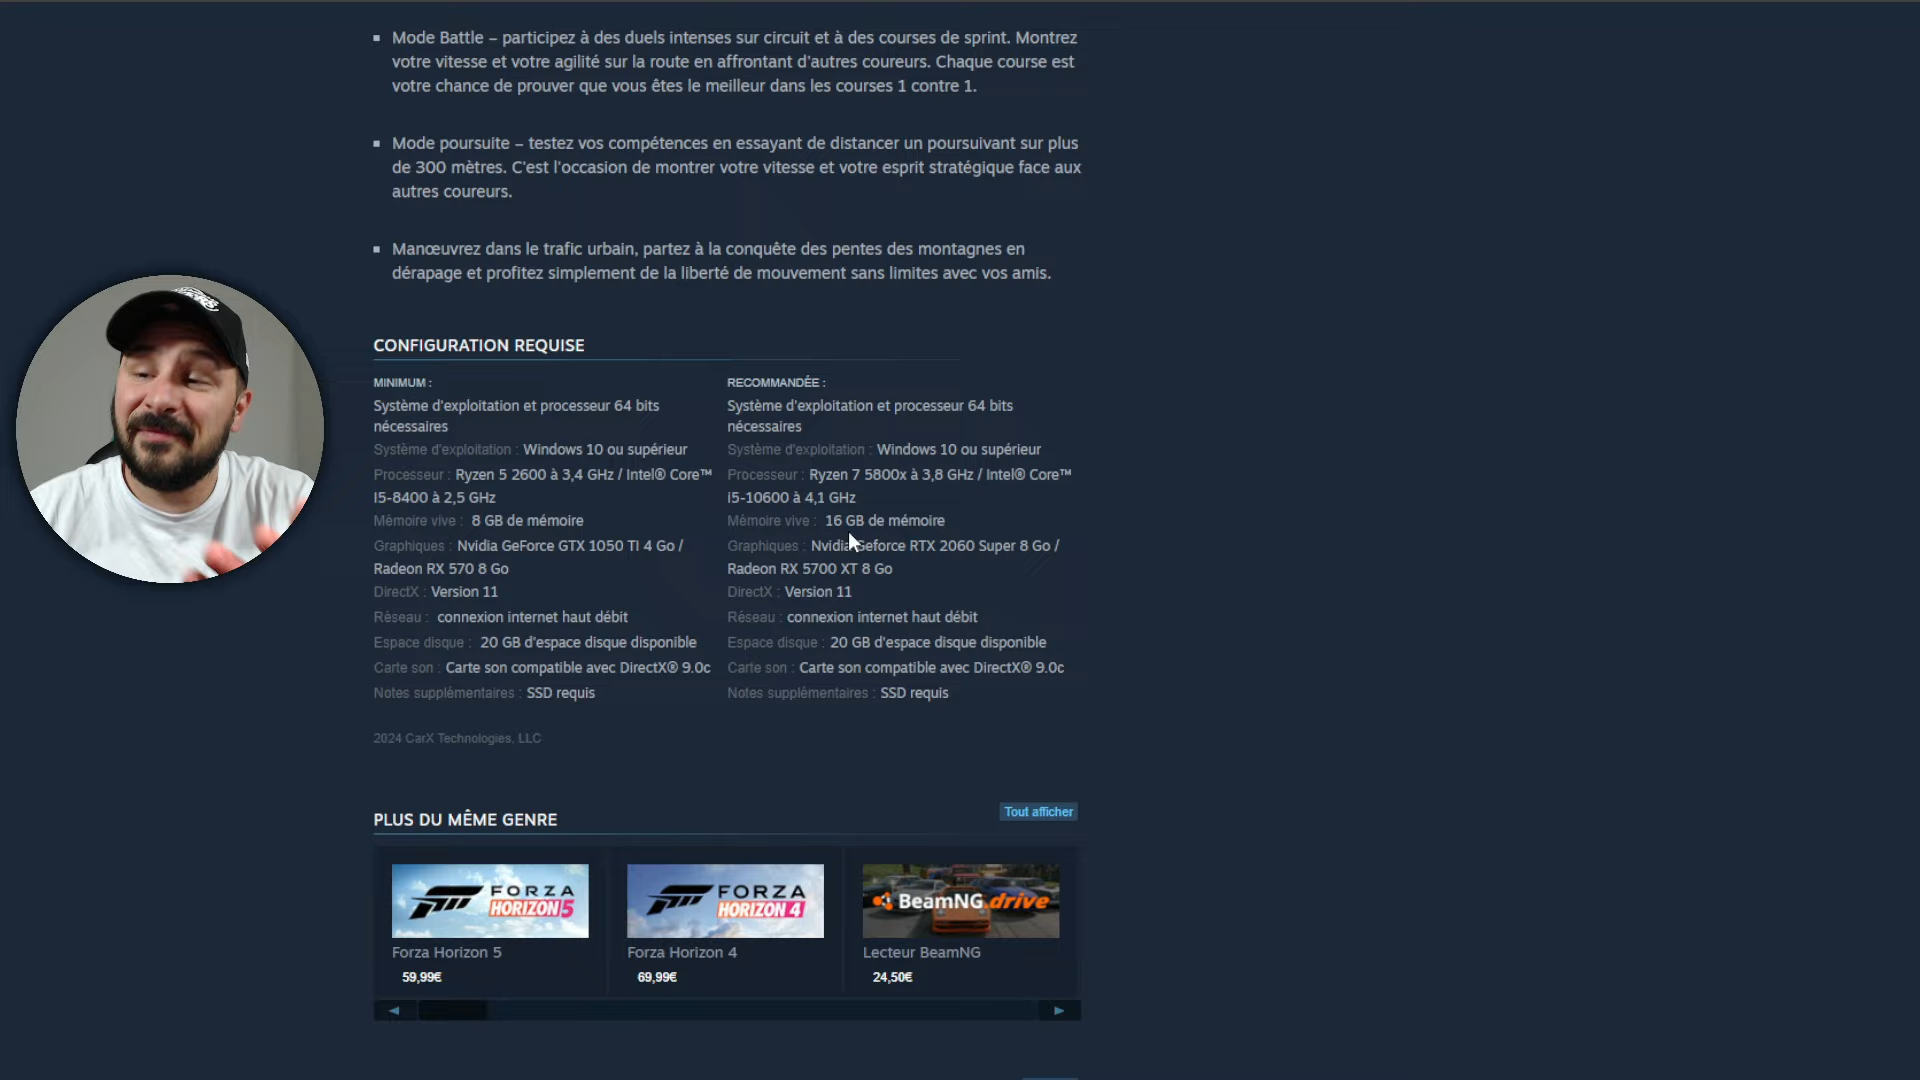 Mode Battle – participez à des duels intenses sur circuit et à des courses de sprint. Montrez
votre vitesse et votre agilité sur la route en affrontant d'autres coureurs. Chaque course est
votre chance de prouver que vous êtes le meilleur dans les courses 1 contre 1.
Mode poursuite – testez vos compétences en essayant de distancer un poursuivant sur plus
de 300 mètres. C'est l'occasion de montrer votre vitesse et votre esprit stratégique face aux
autres coureurs.
Manœuvrez dans le trafic urbain, partez à la conquête des pentes des montagnes en
dérapage et profitez simplement de la liberté de mouvement sans limites avec vos amis.
CONFIGURATION REQUISE
MINIMUM :
Système d'exploitation et processeur 64 bits
nécessaires
Système d'exploitation : Windows 10 ou supérieur
Processeur : Ryzen 5 2600 à 3,4 GHz / Intel® Core™
I5-8400 à 2,5 GHz
Mémoire vive : 8 GB de mémoire
Graphiques : Nvidia GeForce GTX 1050 TI 4 Go /
Radeon RX 570 8 Go
DirectX : Version 11
Réseau : connexion internet haut débit
Espace disque : 20 GB d'espace disque disponible
Carte son : Carte son compatible avec DirectX® 9.0c
Notes supplémentaires : SSD requis
RECOMMANDÉE :
Système d'exploitation et processeur 64 bits
nécessaires
Système d'exploitation : Windows 10 ou supérieur
Processeur : Ryzen 7 5800x à 3,8 GHz / Intel® Core™
i5-10600 à 4,1 GHz
Mémoire vive : 16 GB de mémoire
Graphiques : Nvidia Geforce RTX 2060 Super 8 Go /
Radeon RX 5700 XT 8 Go
DirectX : Version 11
Réseau : connexion internet haut débit
Espace disque : 20 GB d'espace disque disponible
Carte son : Carte son compatible avec DirectX® 9.0c
Notes supplémentaires : SSD requis
2024 CarX Technologies, LLC
PLUS DU MÊME GENRE
Tout afficher
FORZA
HORIZON 5
Forza Horizon 5
59,99€
FORZA
HORIZON 4
Forza Horizon 4
69,99€
BeamNG.drive
Lecteur BeamNG
24,50€